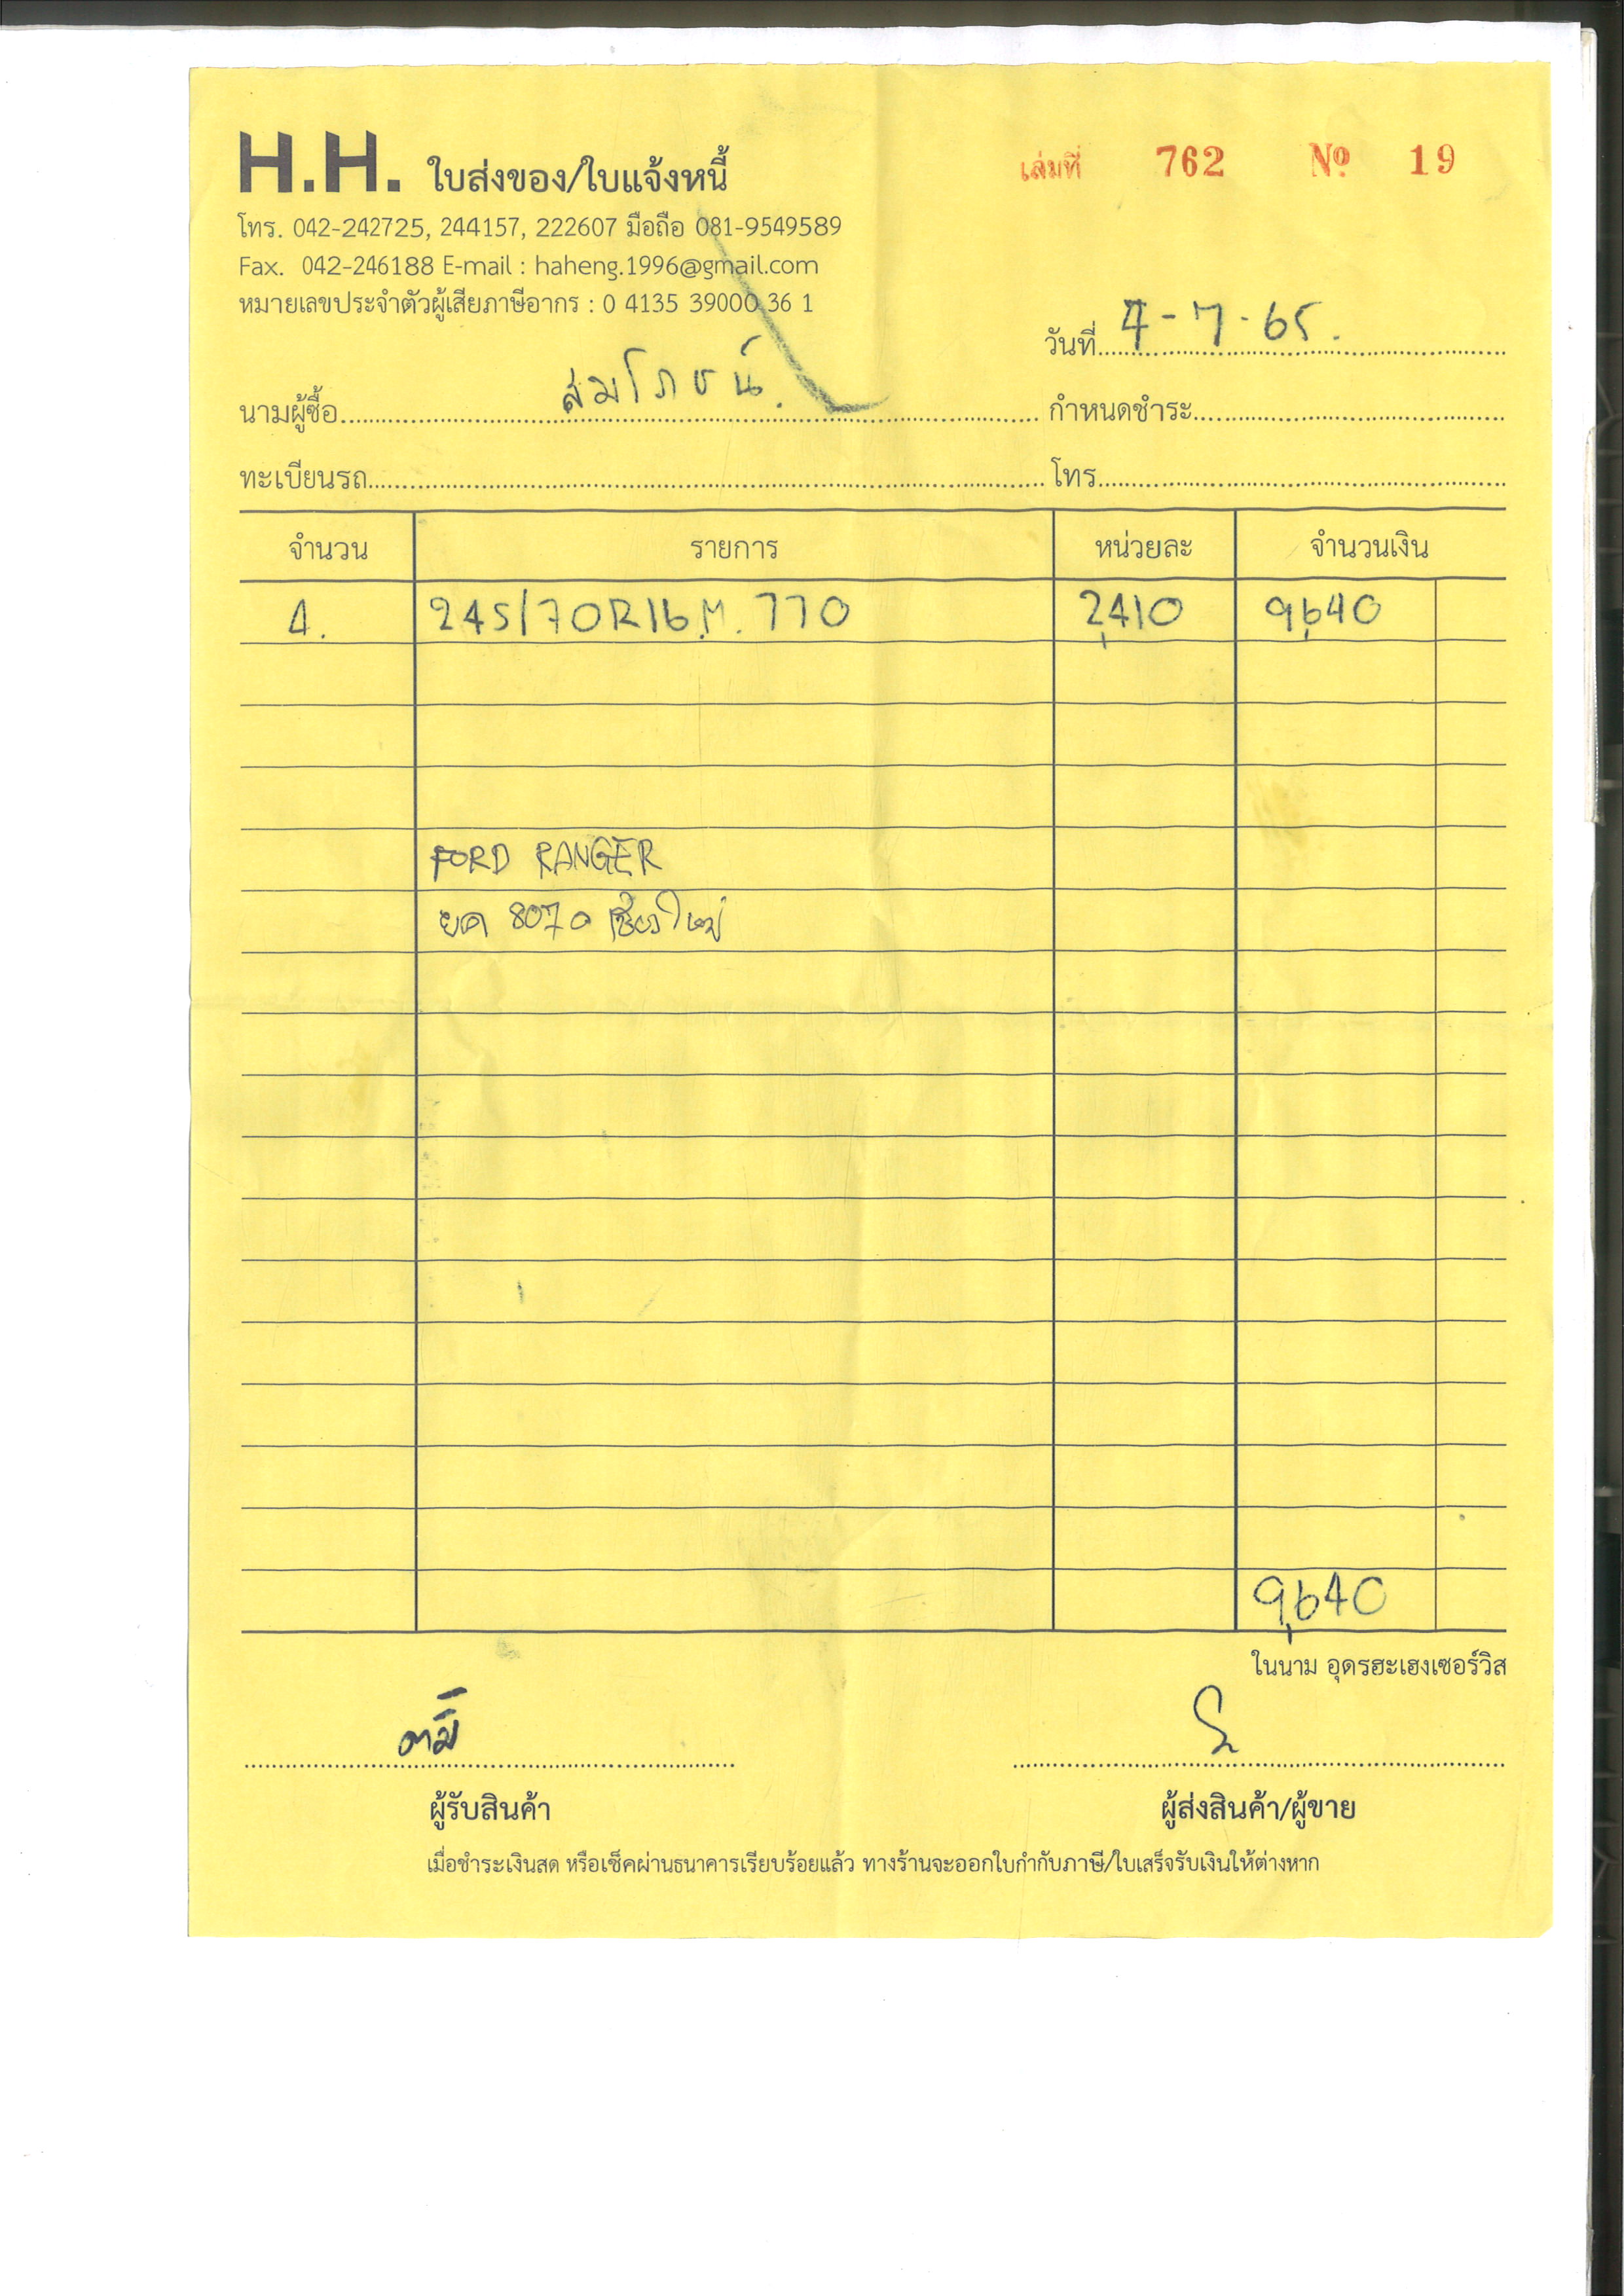 H.H. ใบส่งของ/ใบแจ้งหนี้
เล่มที่ 762 № 19
โทร. 042-242725, 244157, 222607 มือถือ 081-9549589
Fax. 042-246188 E-mail : haheng.1996@gmail.com
หมายเลขประจำตัวผู้เสียภาษีอากร : 0 4135 39000 36 1
วันที่ 4-7-65.
นามผู้ซื้อ สมโภชน์. กำหนดชำระ
ทะเบียนรถ โทร
จำนวน รายการ หน่วยละ จำนวนเงิน
4. 245/70R16.M. 770 2,410 9,640
FORD RANGER
ยค 8070 เชียงใหม่
9,640
ในนาม อุดรฮะเฮงเซอร์วิส
ผู้รับสินค้า ผู้ส่งสินค้า/ผู้ขาย
เมื่อชำระเงินสด หรือเช็คผ่านธนาคารเรียบร้อยแล้ว ทางร้านจะออกใบกำกับภาษี/ใบเสร็จรับเงินให้ต่างหาก